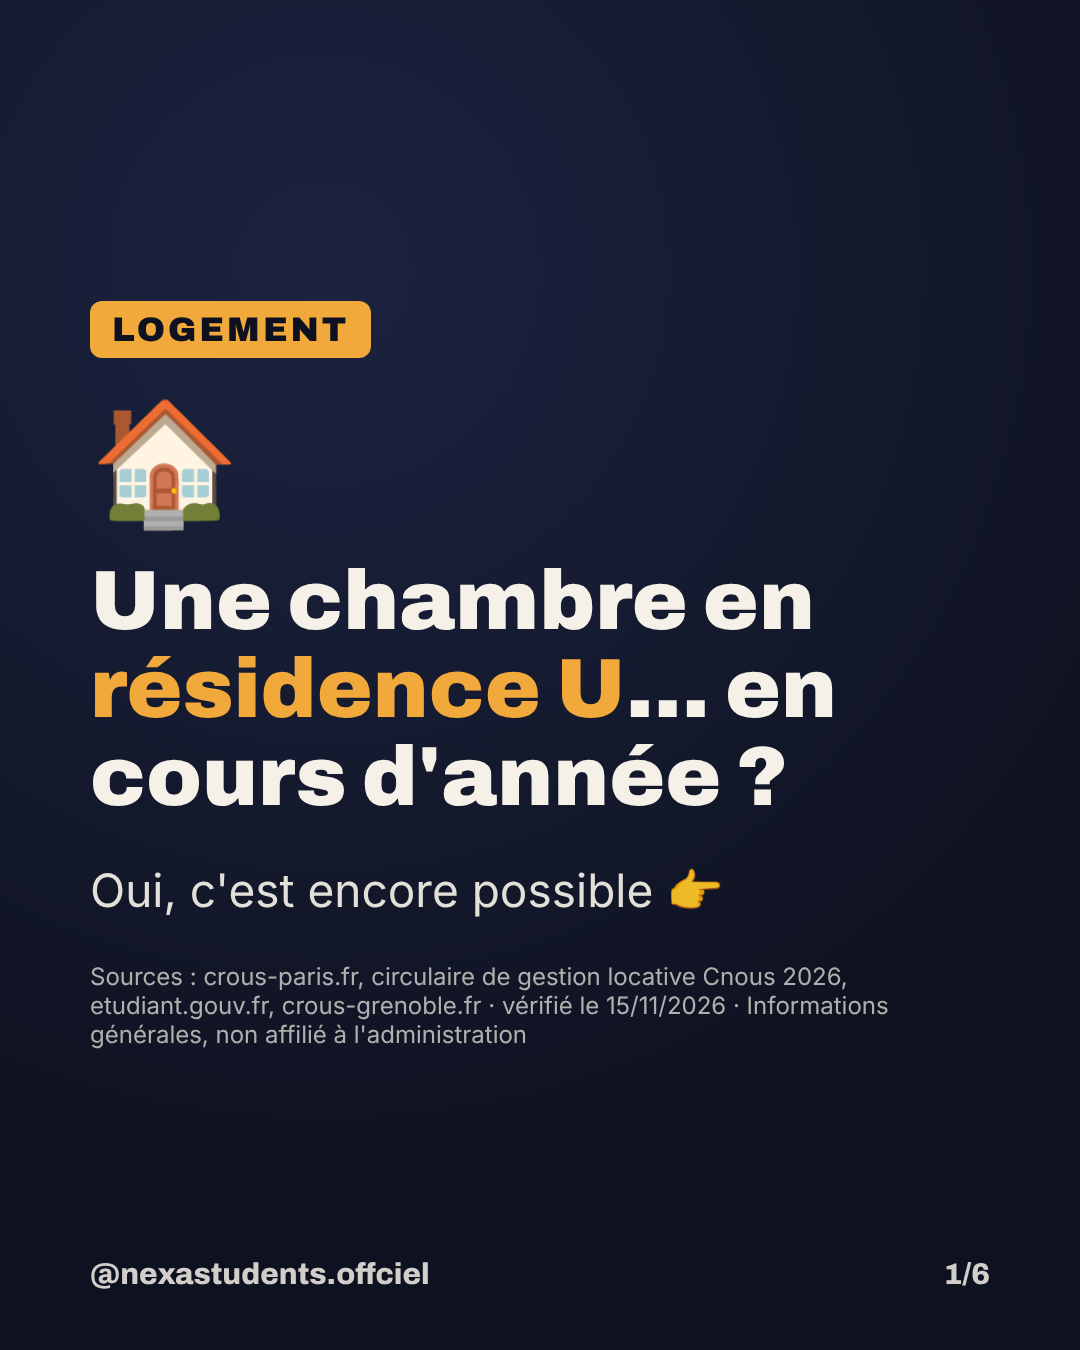 LOGEMENT
Une chambre en
résidence U... en
cours d'année ?
Oui, c'est encore possible 👉
Sources : crous-paris.fr, circulaire de gestion locative Cnous 2026,
etudiant.gouv.fr, crous-grenoble.fr · vérifié le 15/11/2026 · Informations
générales, non affilié à l'administration
@nexastudents.offciel
1/6